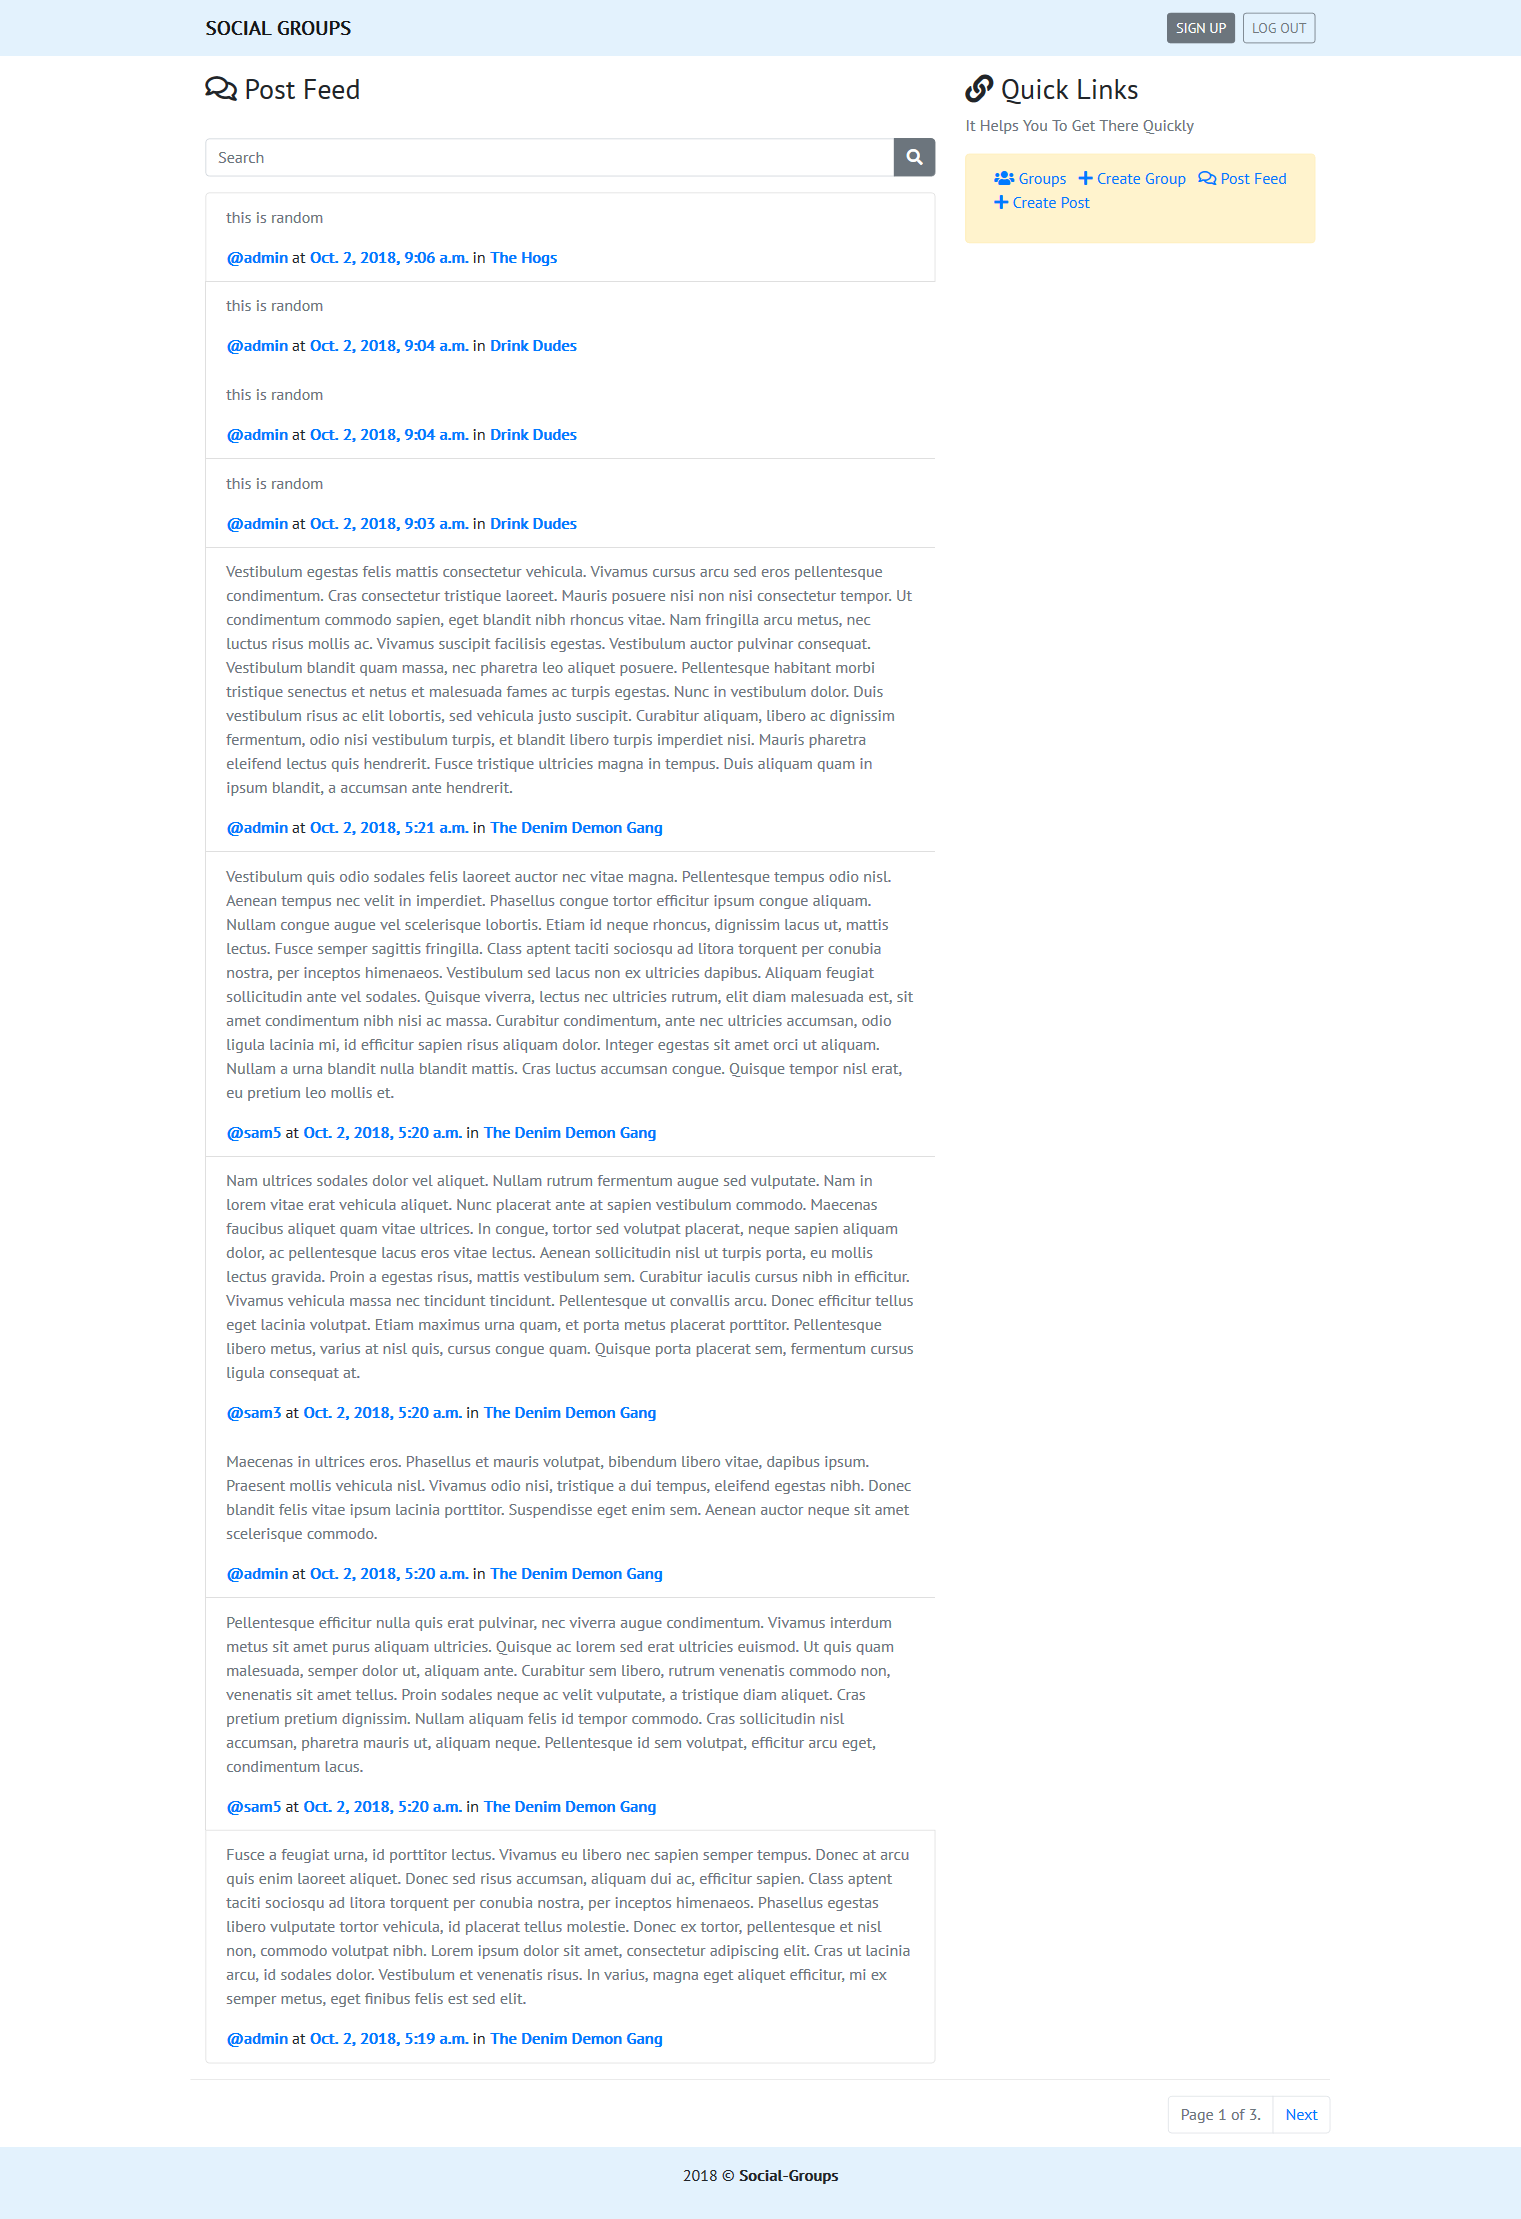 SOCIAL GROUPS
SIGN UP
LOG OUT
Post Feed
Search
this is random
@admin at Oct. 2, 2018, 9:06 a.m. in The Hogs
this is random
@admin at Oct. 2, 2018, 9:04 a.m. in Drink Dudes
this is random
@admin at Oct. 2, 2018, 9:04 a.m. in Drink Dudes
this is random
@admin at Oct. 2, 2018, 9:03 a.m. in Drink Dudes
Vestibulum egestas felis mattis consectetur vehicula. Vivamus cursus arcu sed eros pellentesque
condimentum. Cras consectetur tristique laoreet. Mauris posuere nisi non nisi consectetur tempor. Ut
condimentum commodo sapien, eget blandit nibh rhoncus vitae. Nam fringilla arcu metus, nec
luctus risus mollis ac. Vivamus suscipit facilisis egestas. Vestibulum auctor pulvinar consequat.
Vestibulum blandit quam massa, nec pharetra leo aliquet posuere. Pellentesque habitant morbi
tristique senectus et netus et malesuada fames ac turpis egestas. Nunc in vestibulum dolor. Duis
vestibulum risus ac elit lobortis, sed vehicula justo suscipit. Curabitur aliquam, libero ac dignissim
fermentum, odio nisi vestibulum turpis, et blandit libero turpis imperdiet nisi. Mauris pharetra
eleifend lectus quis hendrerit. Fusce tristique ultricies magna in tempus. Duis aliquam quam in
ipsum blandit, a accumsan ante hendrerit.
@admin at Oct. 2, 2018, 5:21 a.m. in The Denim Demon Gang
Vestibulum quis odio sodales felis laoreet auctor nec vitae magna. Pellentesque tempus odio nisl.
Aenean tempus nec velit in imperdiet. Phasellus congue tortor efficitur ipsum congue aliquam.
Nullam congue augue vel scelerisque lobortis. Etiam id neque rhoncus, dignissim lacus ut, mattis
lectus. Fusce semper sagittis fringilla. Class aptent taciti sociosqu ad litora torquent per conubia
nostra, per inceptos himenaeos. Vestibulum sed lacus non ex ultricies dapibus. Aliquam feugiat
sollicitudin ante vel sodales. Quisque viverra, lectus nec ultricies rutrum, elit diam malesuada est, sit
amet condimentum nibh nisi ac massa. Curabitur condimentum, ante nec ultricies accumsan, odio
ligula lacinia mi, id efficitur sapien risus aliquam dolor. Integer egestas sit amet orci ut aliquam.
Nullam a urna blandit nulla blandit mattis. Cras luctus accumsan congue. Quisque tempor nisl erat,
eu pretium leo mollis et.
@sam5 at Oct. 2, 2018, 5:20 a.m. in The Denim Demon Gang
Nam ultrices sodales dolor vel aliquet. Nullam rutrum fermentum augue sed vulputate. Nam in
lorem vitae erat vehicula aliquet. Nunc placerat ante at sapien vestibulum commodo. Maecenas
faucibus aliquet quam vitae ultrices. In congue, tortor sed volutpat placerat, neque sapien aliquam
dolor, ac pellentesque lacus eros vitae lectus. Aenean sollicitudin nisl ut turpis porta, eu mollis
lectus gravida. Proin a egestas risus, mattis vestibulum sem. Curabitur iaculis cursus nibh in efficitur.
Vivamus vehicula massa nec tincidunt tincidunt. Pellentesque ut convallis arcu. Donec efficitur tellus
eget lacinia volutpat. Etiam maximus urna quam, et porta metus placerat porttitor. Pellentesque
libero metus, varius at nisl quis, cursus congue quam. Quisque porta placerat sem, fermentum cursus
ligula consequat at.
@sam3 at Oct. 2, 2018, 5:20 a.m. in The Denim Demon Gang
Maecenas in ultrices eros. Phasellus et mauris volutpat, bibendum libero vitae, dapibus ipsum.
Praesent mollis vehicula nisl. Vivamus odio nisi, tristique a dui tempus, eleifend egestas nibh. Donec
blandit felis vitae ipsum lacinia porttitor. Suspendisse eget enim sem. Aenean auctor neque sit amet
scelerisque commodo.
@admin at Oct. 2, 2018, 5:20 a.m. in The Denim Demon Gang
Pellentesque efficitur nulla quis erat pulvinar, nec viverra augue condimentum. Vivamus interdum
metus sit amet purus aliquam ultricies. Quisque ac lorem sed erat ultricies euismod. Ut quis quam
malesuada, semper dolor ut, aliquam ante. Curabitur sem libero, rutrum venenatis commodo non,
venenatis sit amet tellus. Proin sodales neque ac velit vulputate, a tristique diam aliquet. Cras
pretium pretium dignissim. Nullam aliquam felis id tempor commodo. Cras sollicitudin nisl
accumsan, pharetra mauris ut, aliquam neque. Pellentesque id sem volutpat, efficitur arcu eget,
condimentum lacus.
@sam5 at Oct. 2, 2018, 5:20 a.m. in The Denim Demon Gang
Fusce a feugiat urna, id porttitor lectus. Vivamus eu libero nec sapien semper tempus. Donec at arcu
quis enim laoreet aliquet. Donec sed risus accumsan, aliquam dui ac, efficitur sapien. Class aptent
taciti sociosqu ad litora torquent per conubia nostra, per inceptos himenaeos. Phasellus egestas
libero vulputate tortor vehicula, id placerat tellus molestie. Donec ex tortor, pellentesque et nisl
non, commodo volutpat nibh. Lorem ipsum dolor sit amet, consectetur adipiscing elit. Cras ut lacinia
arcu, id sodales dolor. Vestibulum et venenatis risus. In varius, magna eget aliquet efficitur, mi ex
semper metus, eget finibus felis est sed elit.
@admin at Oct. 2, 2018, 5:19 a.m. in The Denim Demon Gang
Quick Links
It Helps You To Get There Quickly
Groups Create Group Post Feed
Create Post
Page 1 of 3. Next
2018 © Social-Groups